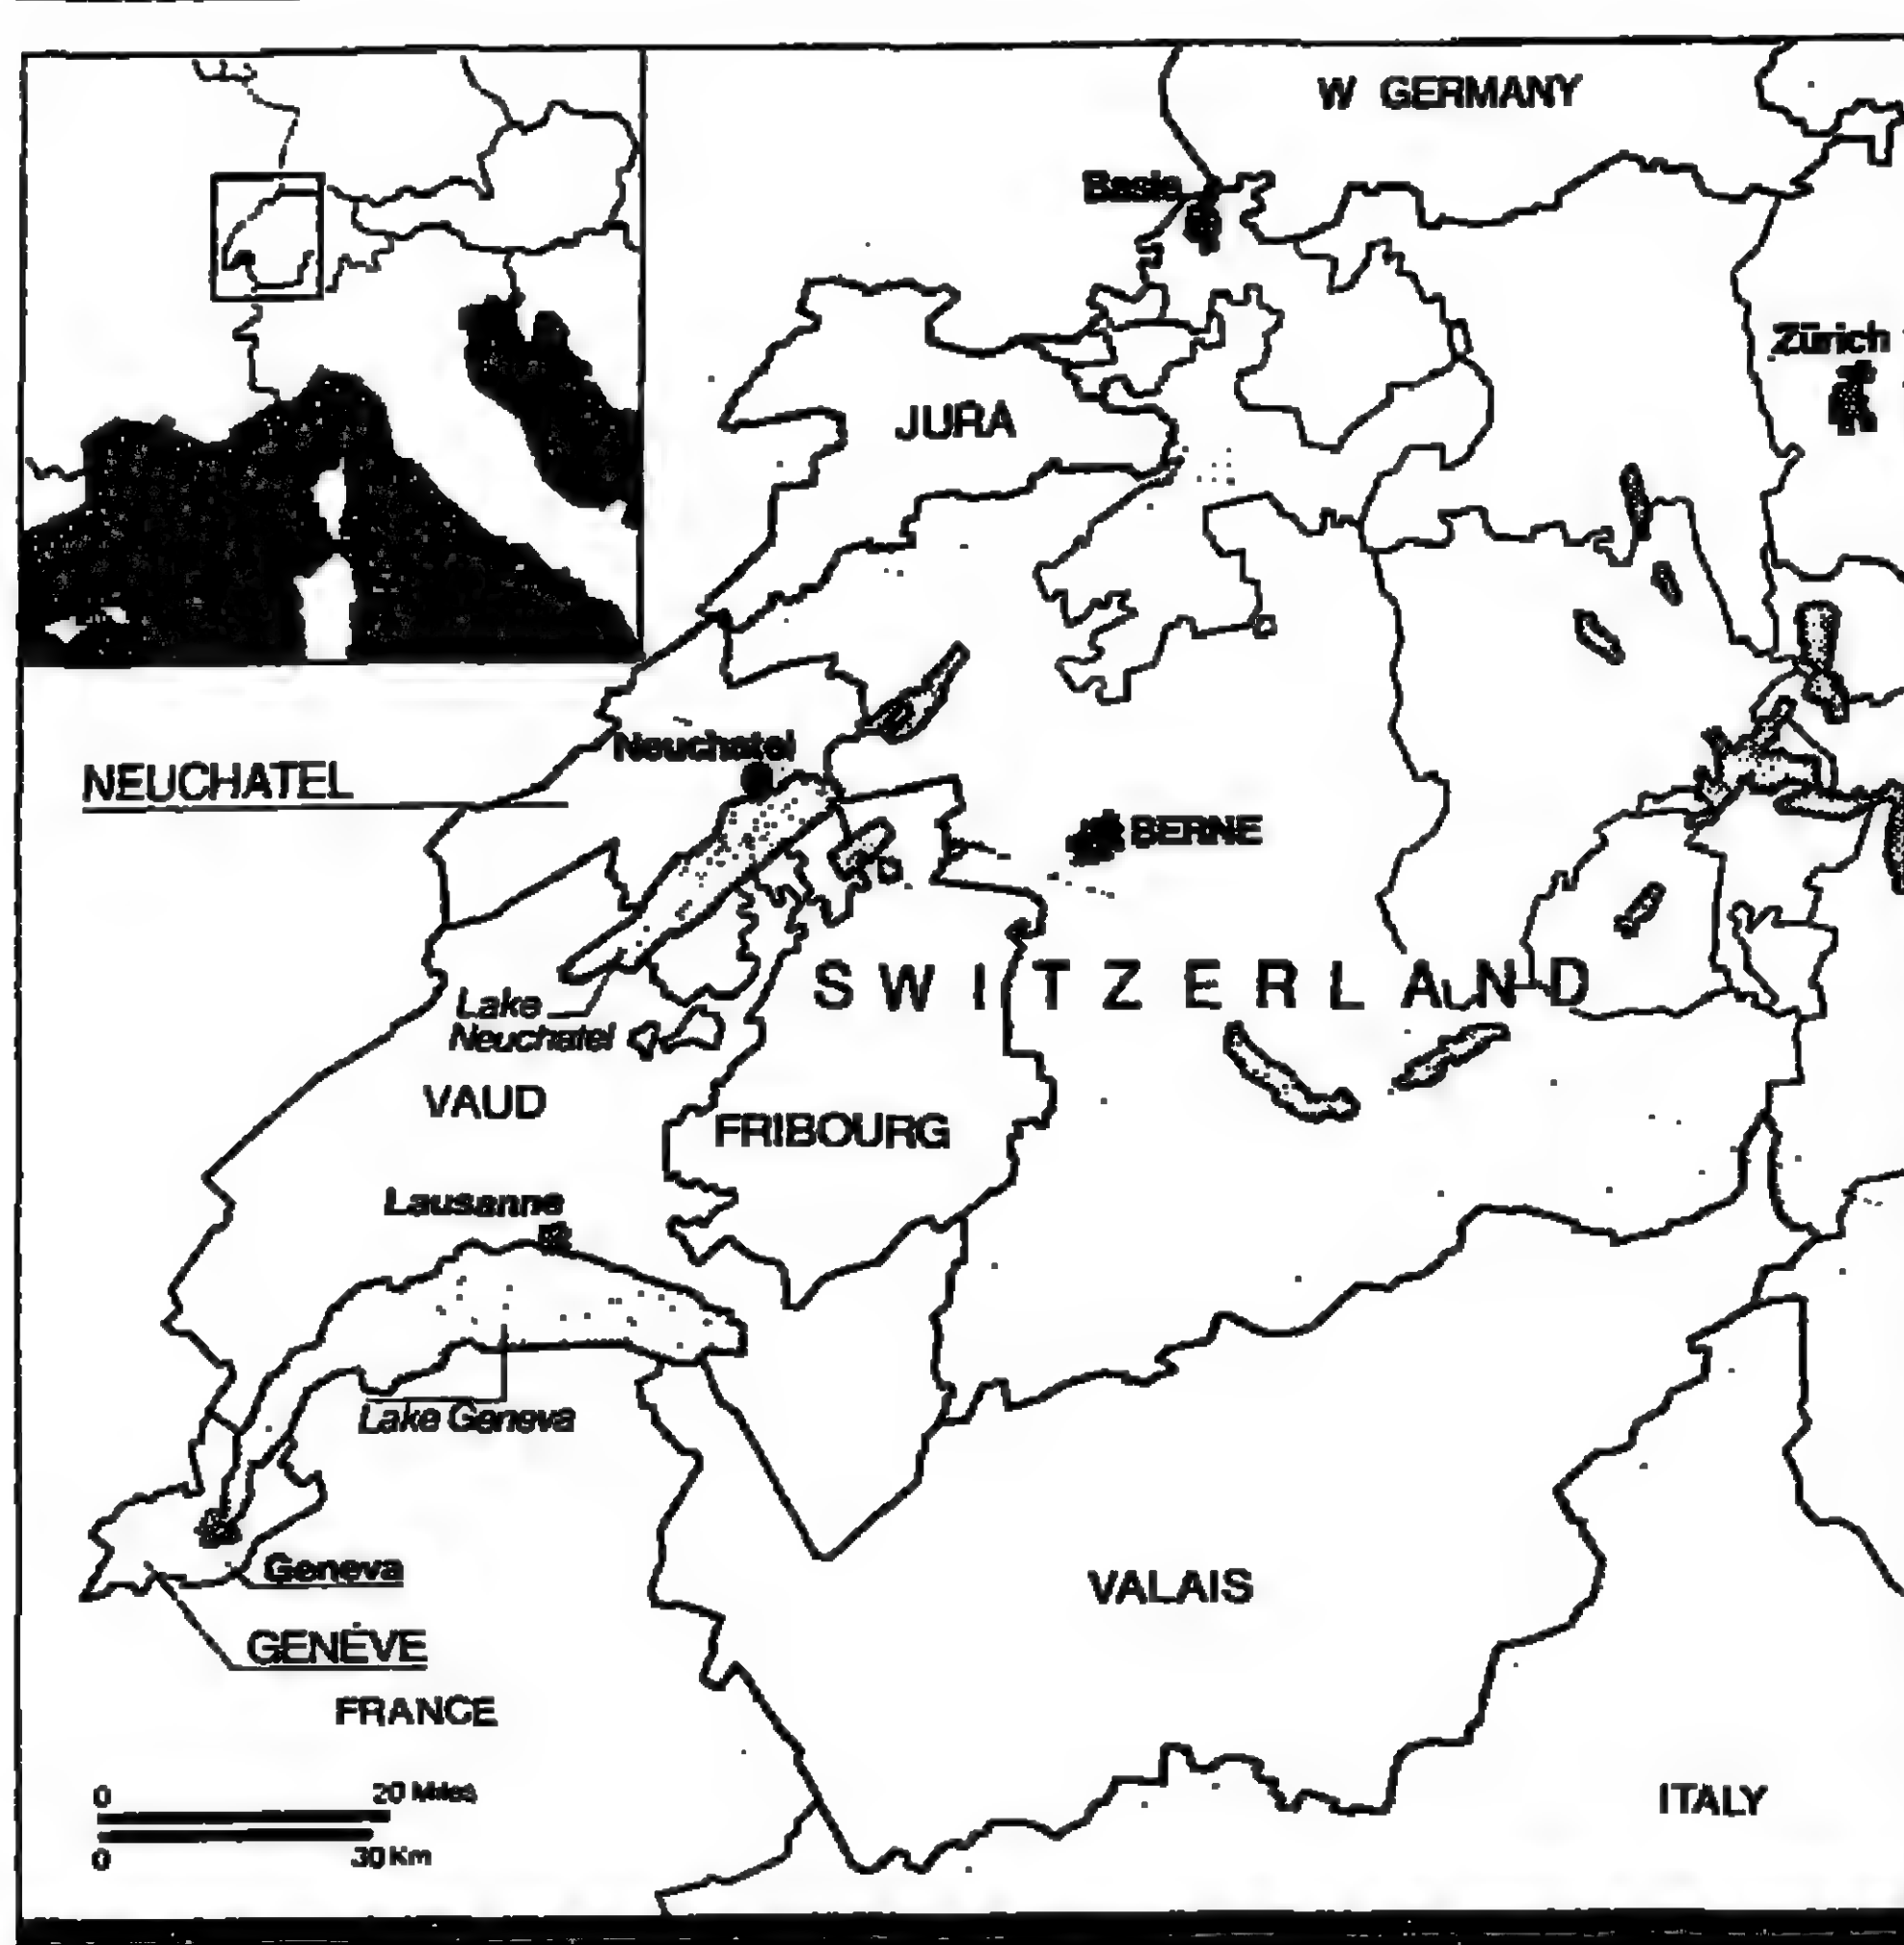 W GERMANY
Basle
Zürich
JURA
Neuchatel
NEUCHATEL
BERNE
SWITZERLAND
Lake
Neuchatel
VAUD
FRIBOURG
Lausanne
Lake Geneva
Geneva
VALAIS
GENÈVE
FRANCE
ITALY
0 20 Miles
0 30 Km